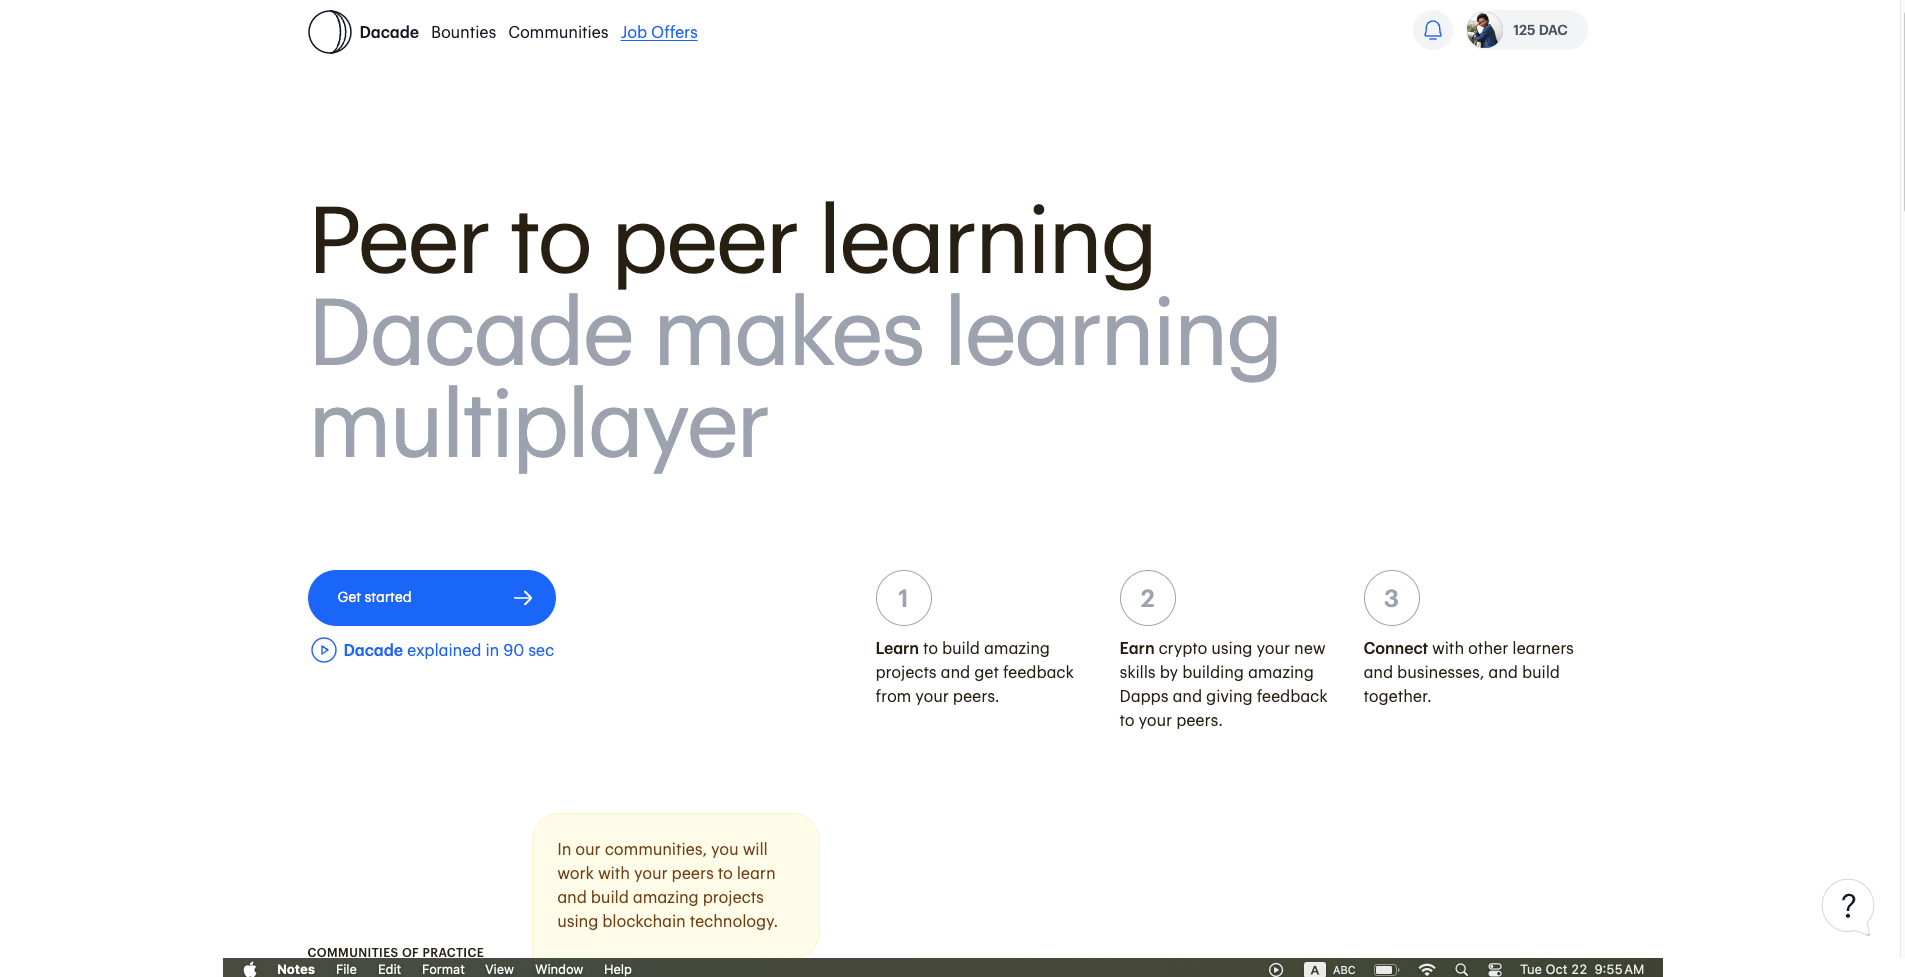 Dacade Bounties Communities Job Offers
125 DAC
Peer to peer learning
Dacade makes learning
multiplayer
Get started
Dacade explained in 90 sec
1
Learn to build amazing
projects and get feedback
from your peers.
2
Earn crypto using your new
skills by building amazing
Dapps and giving feedback
to your peers.
3
Connect with other learners
and businesses, and build
together.
In our communities, you will
work with your peers to learn
and build amazing projects
using blockchain technology.
COMMUNITIES OF PRACTICE
?
Notes File Edit Format View Window Help
A ABC Tue Oct 22 9:55 AM